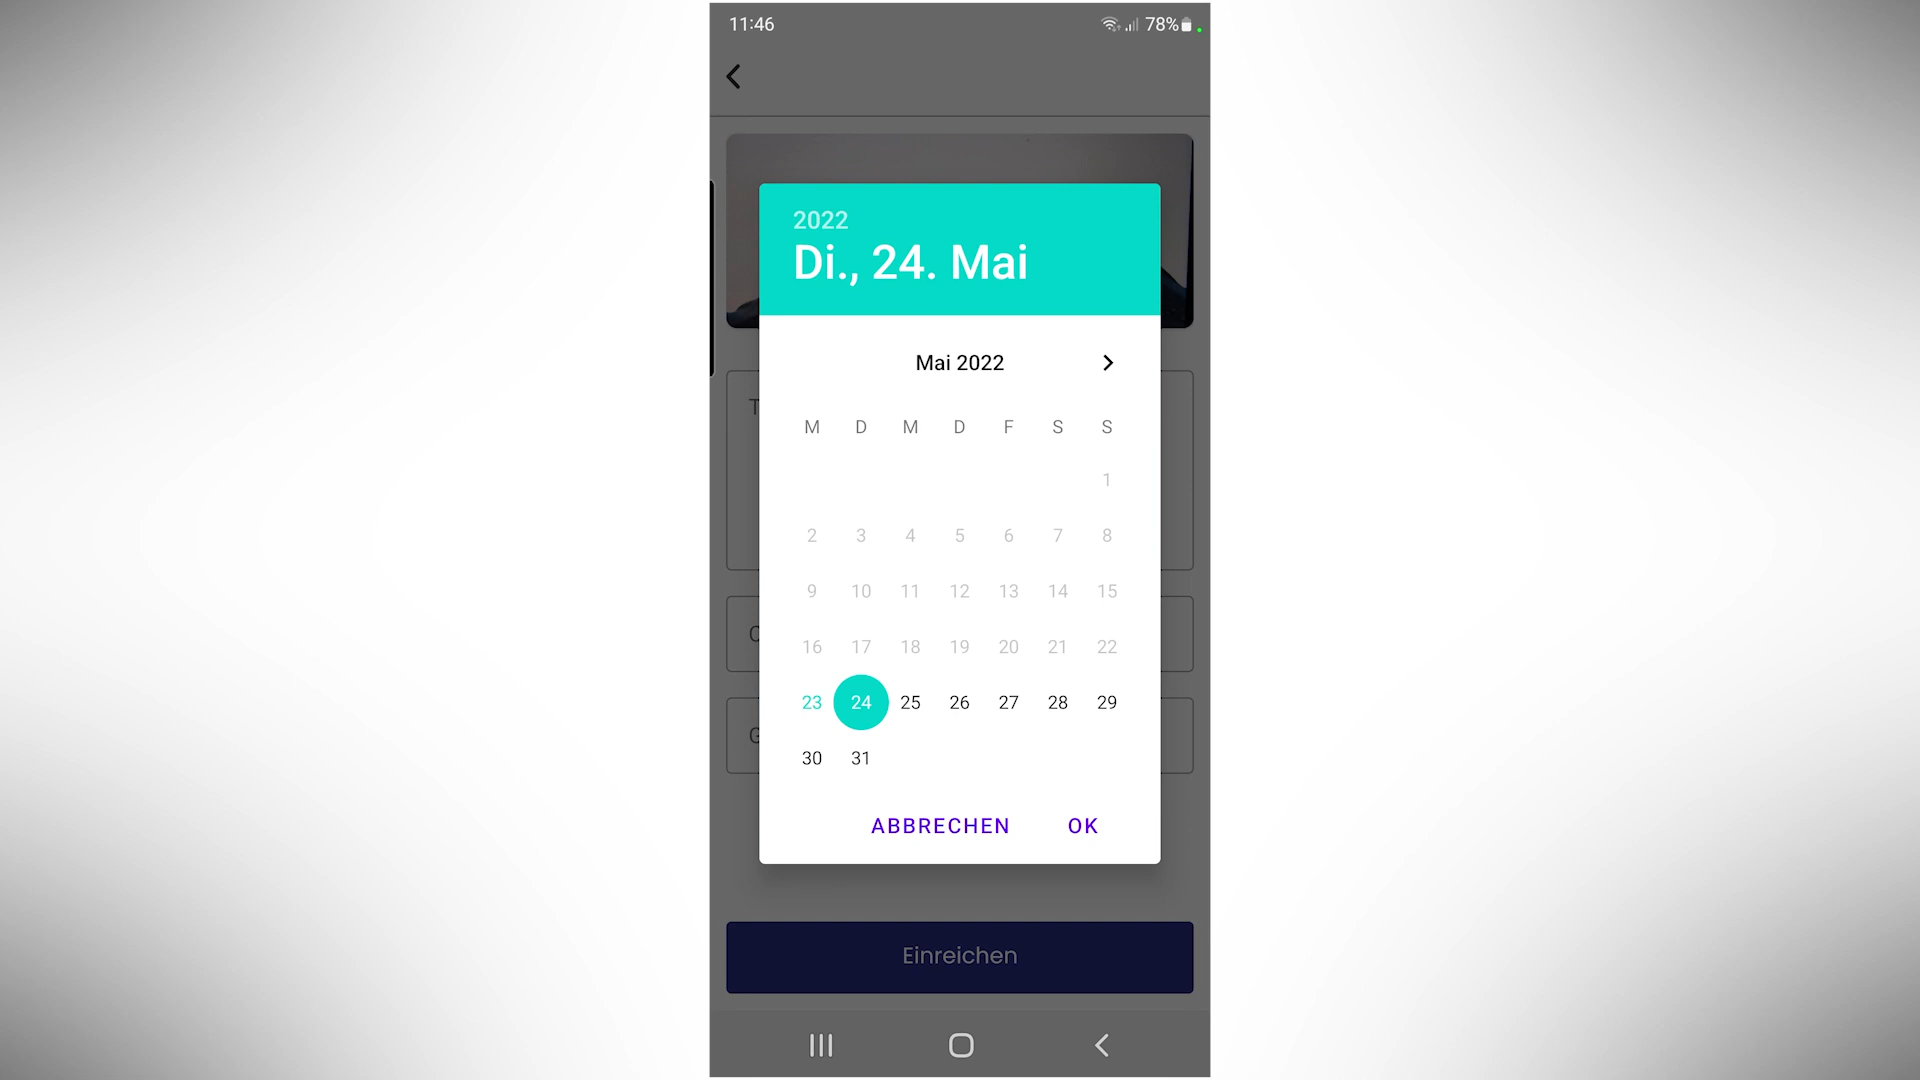 11:46 78%
2022
Di., 24. Mai
Mai 2022
M D M D F S S
1
2 3 4 5 6 7 8
9 10 11 12 13 14 15
16 17 18 19 20 21 22
23 24 25 26 27 28 29
30 31
ABBRECHEN OK
Einreichen